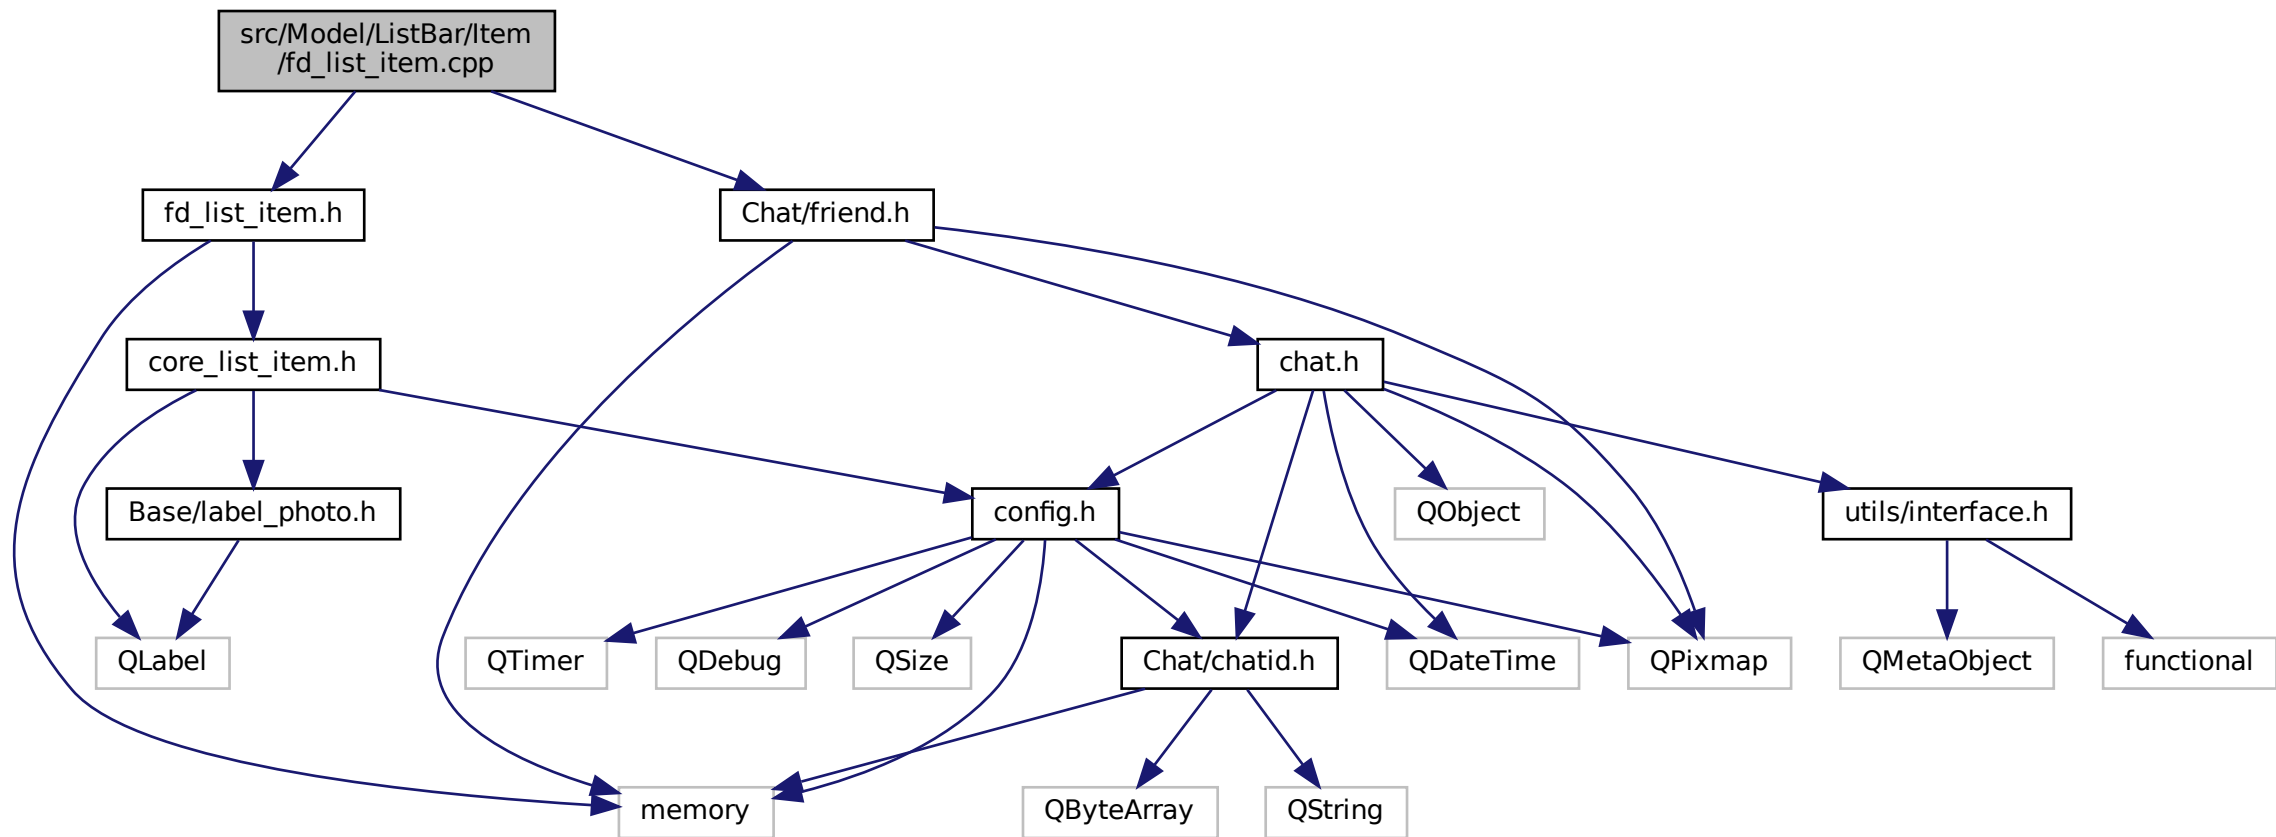 src/Model/ListBar/Item
/fd_list_item.cpp
fd_list_item.h
Chat/friend.h
core_list_item.h
chat.h
Base/label_photo.h
config.h
QObject
utils/interface.h
QLabel
QTimer
QDebug
QSize
Chat/chatid.h
QDateTime
QPixmap
QMetaObject
functional
memory
QByteArray
QString